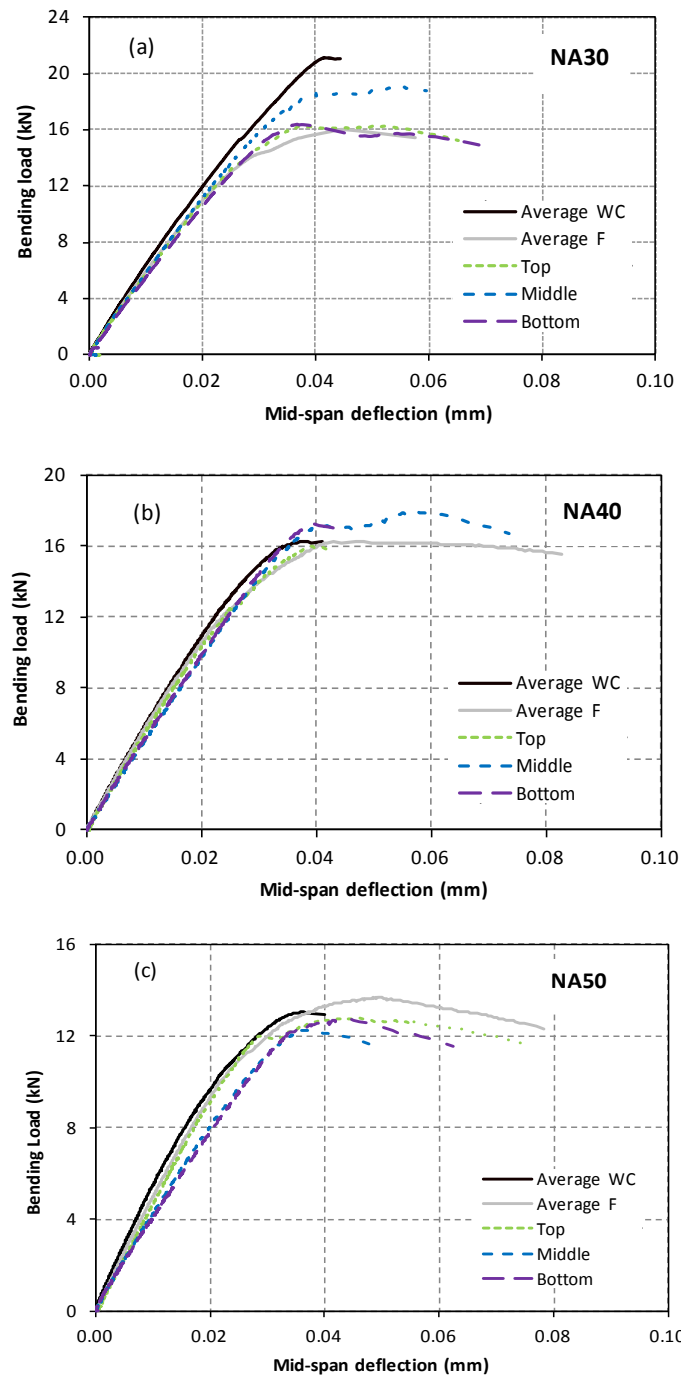 (a)
NA30
24
20
16
12
8
4
0
Bending load (kN)
Average WC
Average F
Top
Middle
Bottom
0.00 0.02 0.04 0.06 0.08 0.10
Mid-span deflection (mm)
(b)
NA40
20
16
12
8
4
0
Bending load (kN)
Average WC
Average F
Top
Middle
Bottom
0.00 0.02 0.04 0.06 0.08 0.10
Mid-span deflection (mm)
(c)
NA50
16
12
8
4
0
Bending Load (kN)
Average WC
Average F
Top
Middle
Bottom
0.00 0.02 0.04 0.06 0.08 0.10
Mid-span deflection (mm)